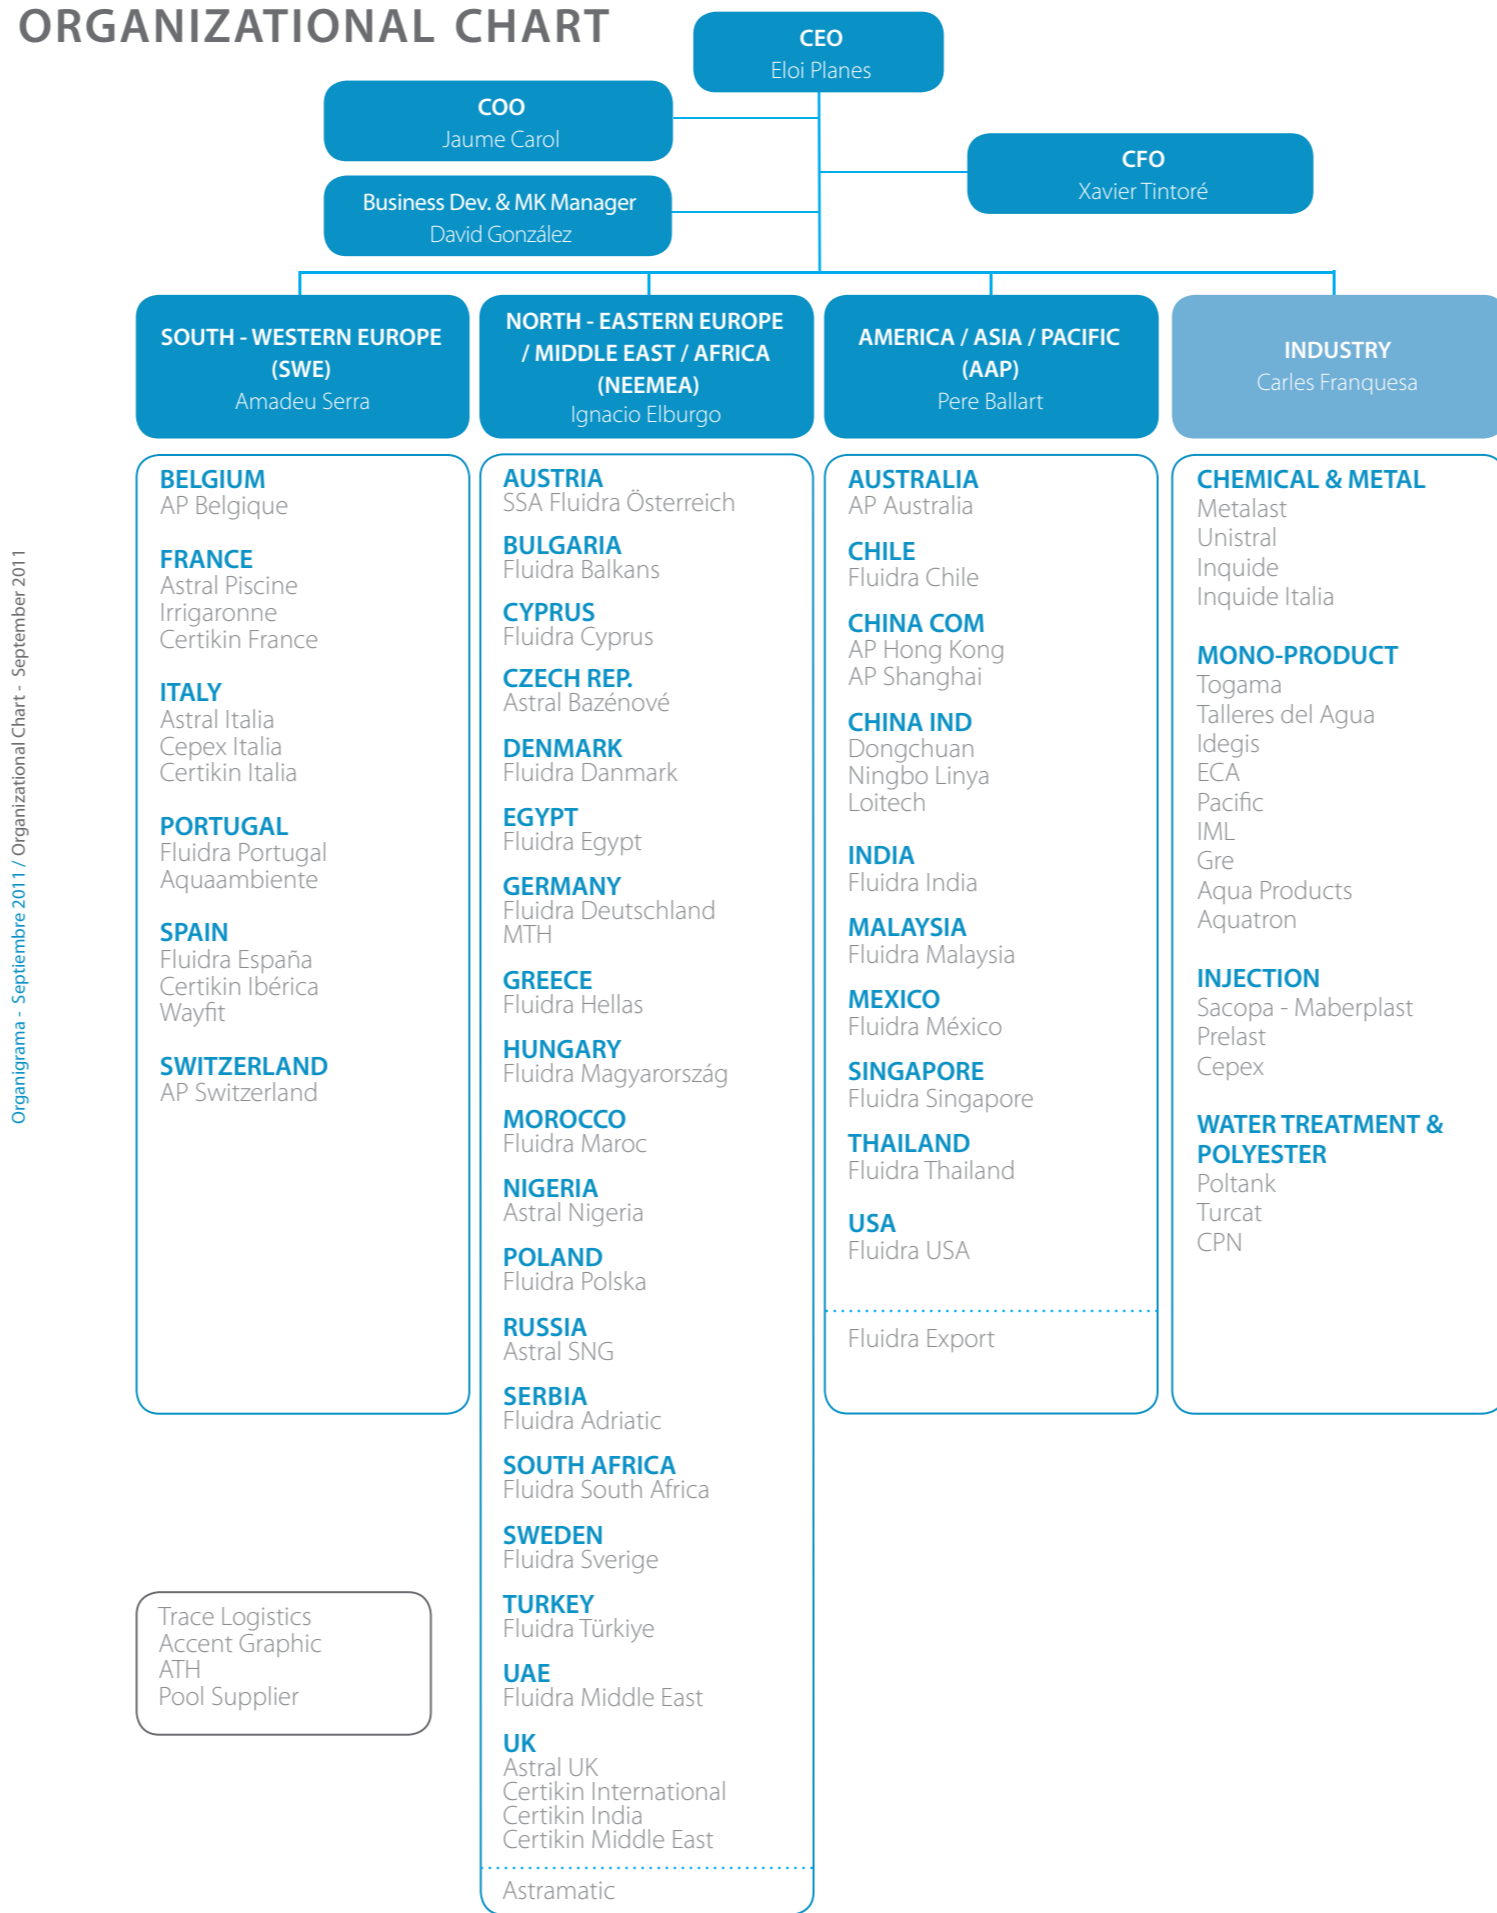 ORGANIZATIONAL CHART
CEO
Eloi Planes
COO
Jaume Carol
CFO
Xavier Tintoré
Business Dev. & MK Manager
David González
SOUTH - WESTERN EUROPE
(SWE)
Amadeu Serra
NORTH - EASTERN EUROPE
/ MIDDLE EAST / AFRICA
(NEEMEA)
Ignacio Elburgo
AMERICA / ASIA / PACIFIC
(AAP)
Pere Ballart
INDUSTRY
Carles Franquesa
BELGIUM
AP Belgique
FRANCE
Astral Piscine
Irrigaronne
Certikin France
ITALY
Astral Italia
Cepex Italia
Certikin Italia
PORTUGAL
Fluidra Portugal
Aquaambiente
SPAIN
Fluidra España
Certikin Ibérica
Wayfit
SWITZERLAND
AP Switzerland
AUSTRIA
SSA Fluidra Österreich
BULGARIA
Fluidra Balkans
CYPRUS
Fluidra Cyprus
CZECH REP.
Astral Bazénové
DENMARK
Fluidra Danmark
EGYPT
Fluidra Egypt
GERMANY
Fluidra Deutschland
MTH
GREECE
Fluidra Hellas
HUNGARY
Fluidra Magyarország
MOROCCO
Fluidra Maroc
NIGERIA
Astral Nigeria
POLAND
Fluidra Polska
RUSSIA
Astral SNG
SERBIA
Fluidra Adriatic
SOUTH AFRICA
Fluidra South Africa
SWEDEN
Fluidra Sverige
TURKEY
Fluidra Türkiye
UAE
Fluidra Middle East
UK
Astral UK
Certikin International
Certikin India
Certikin Middle East
Astramatic
AUSTRALIA
AP Australia
CHILE
Fluidra Chile
CHINA COM
AP Hong Kong
AP Shanghai
CHINA IND
Dongchuan
Ningbo Linya
Loitech
INDIA
Fluidra India
MALAYSIA
Fluidra Malaysia
MEXICO
Fluidra México
SINGAPORE
Fluidra Singapore
THAILAND
Fluidra Thailand
USA
Fluidra USA
Fluidra Export
CHEMICAL & METAL
Metalast
Unistral
Inquide
Inquide Italia
MONO-PRODUCT
Togama
Talleres del Agua
Idegis
ECA
Pacific
IML
Gre
Aqua Products
Aquatron
INJECTION
Sacopa - Maberplast
Prelast
Cepex
WATER TREATMENT &
POLYESTER
Poltank
Turcat
CPN
Trace Logistics
Accent Graphic
ATH
Pool Supplier
Organigrama - Septiembre 2011 / Organizational Chart - September 2011